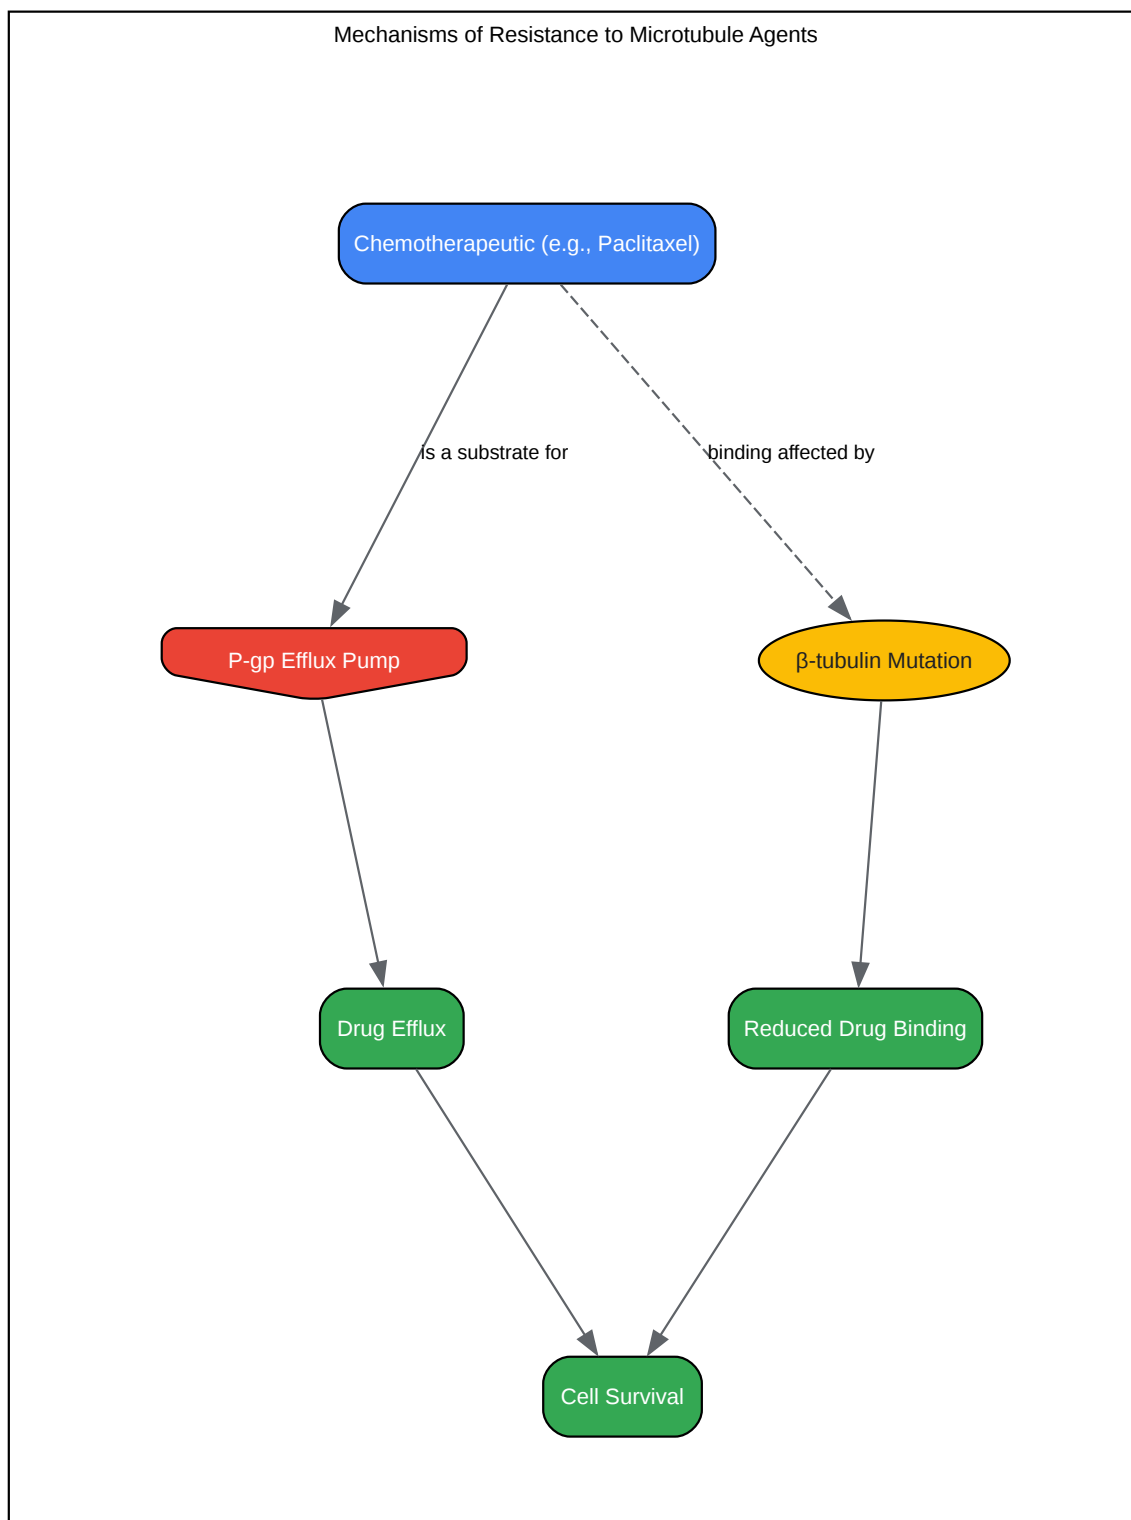 Mechanisms of Resistance to Microtubule Agents
Chemotherapeutic (e.g., Paclitaxel)
is a substrate for
binding affected by
P-gp Efflux Pump
β-tubulin Mutation
Drug Efflux
Reduced Drug Binding
Cell Survival